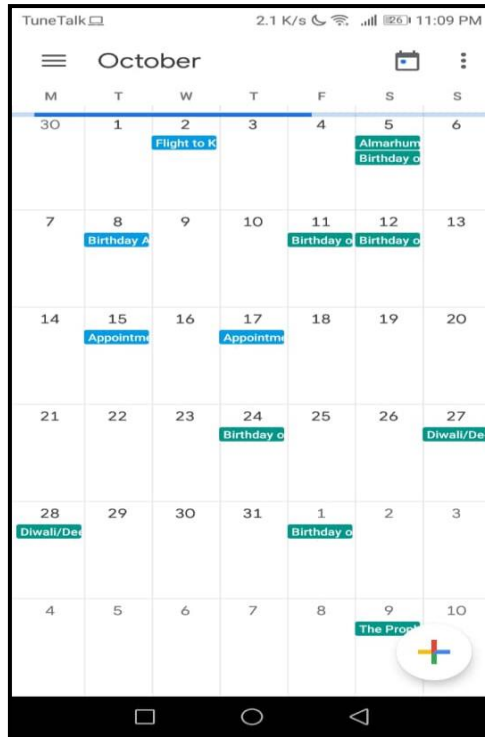 TuneTalk 2.1 K/s 26 11:09 PM
October
M T W T F S S
30 1 2 3 4 5 6
Flight to K Almarhum
Birthday o
7 8 9 10 11 12 13
Birthday A Birthday o Birthday o
14 15 16 17 18 19 20
Appointme Appointme
21 22 23 24 25 26 27
Birthday o Diwali/De
28 29 30 31 1 2 3
Diwali/Dee Birthday o
4 5 6 7 8 9 10
The Proph